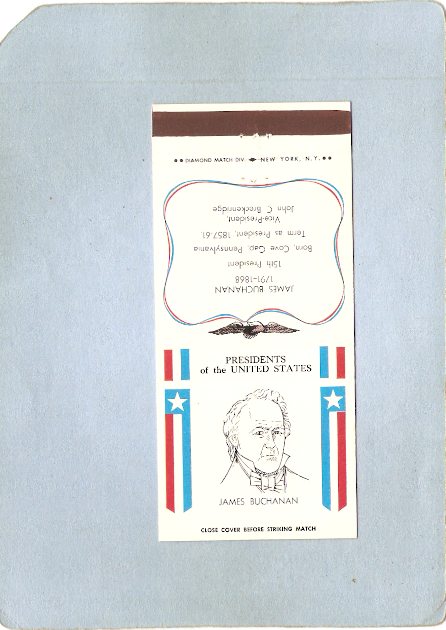 ●● DIAMOND MATCH DIV. NEW YORK, N.Y. ●●
JAMES BUCHANAN
1791-1868
15th President
Born, Cove Gap, Pennsylvania
Term as President, 1857-61
Vice-President,
John C. Breckenridge
PRESIDENTS
of the UNITED STATES
JAMES BUCHANAN
CLOSE COVER BEFORE STRIKING MATCH